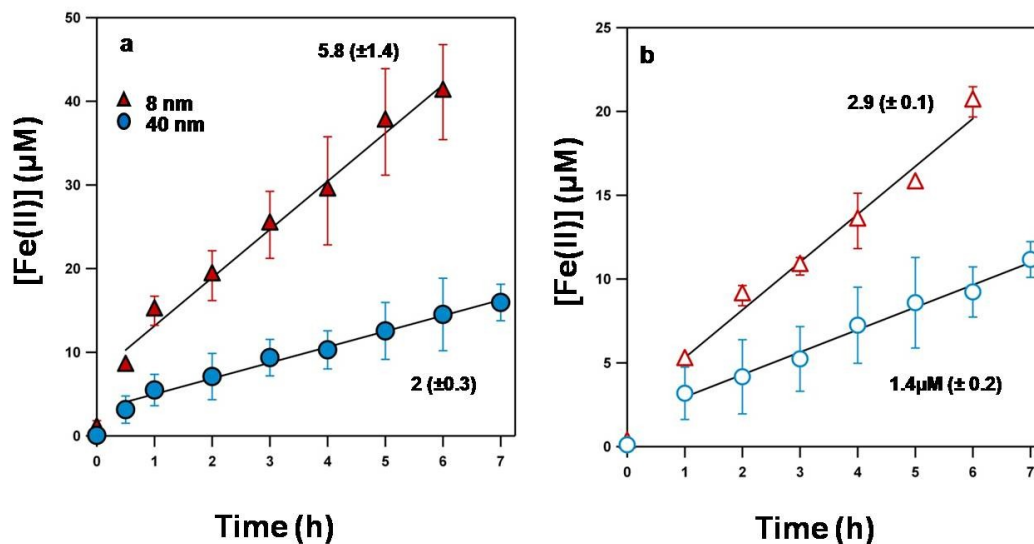 a
5.8 (±1.4)
8 nm
40 nm
2 (±0.3)
[Fe(II)] (µM)
50
40
30
20
10
0
0 1 2 3 4 5 6 7
Time (h)
b
2.9 (± 0.1)
1.4µM (± 0.2)
[Fe(II)] (µM)
25
20
15
10
5
0
0 1 2 3 4 5 6 7
Time (h)